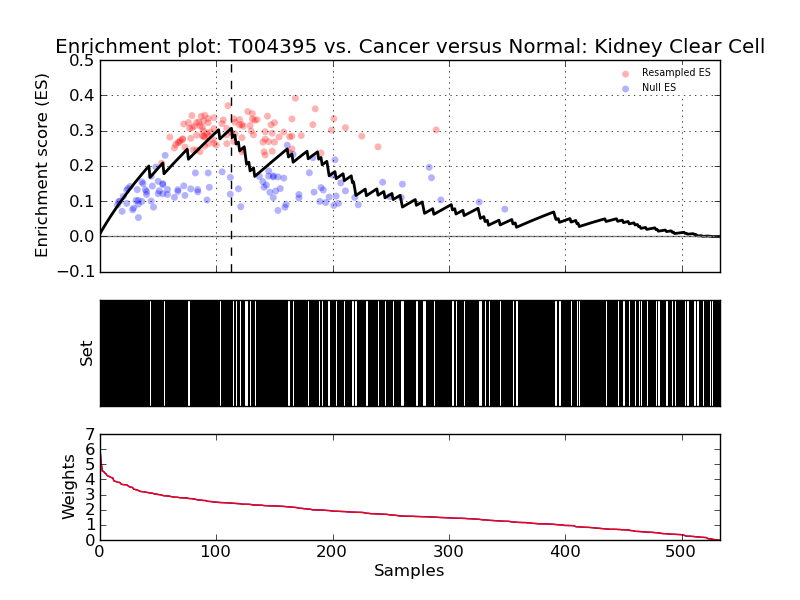 Enrichment plot: T004395 vs. Cancer versus Normal: Kidney Clear Cell
Enrichment score (ES)
0.5
0.4
0.3
0.2
0.1
0.0
−0.1
Resampled ES
Null ES
Set
Weights
7
6
5
4
3
2
1
0
0 100 200 300 400 500
Samples